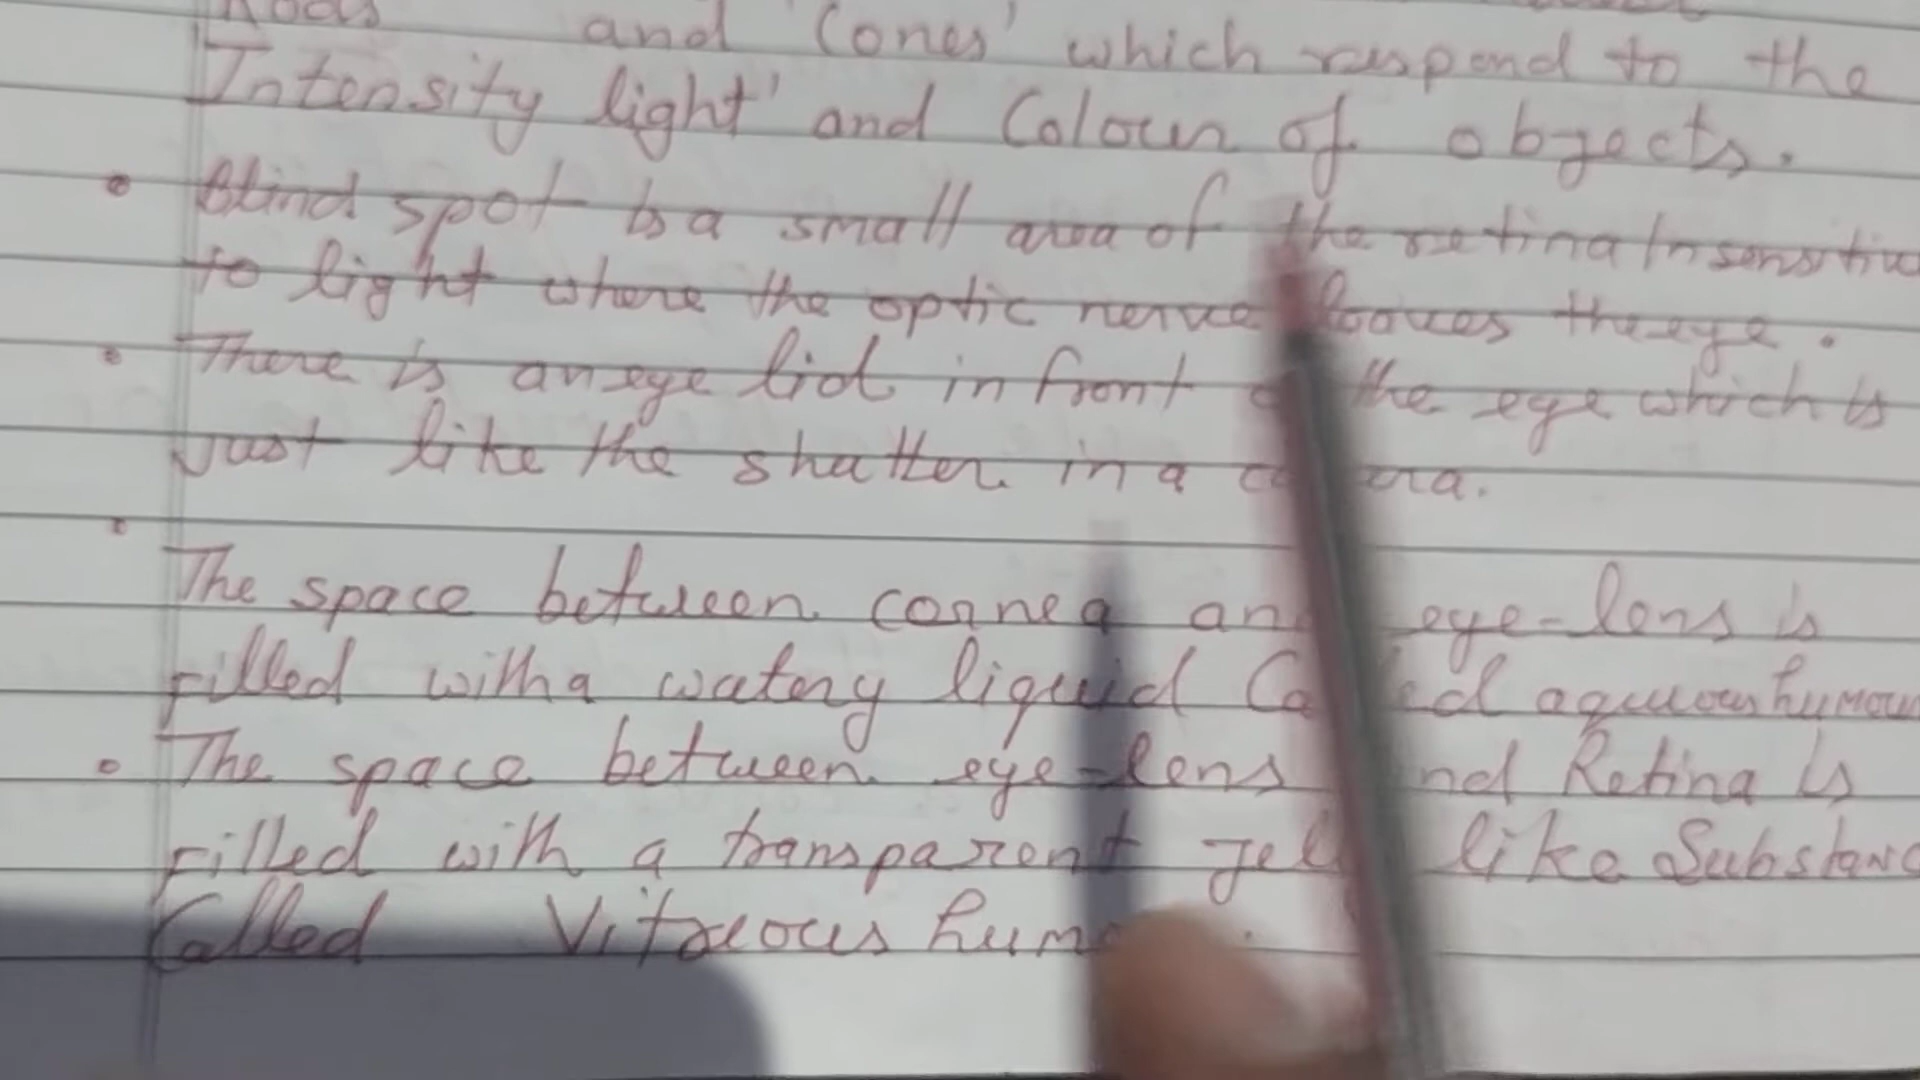 Rods and 'Cones' which respond to the
Intensity light' and Colour of objects.
• Blind spot is a small area of the retina Insensitive
to light where the optic nerve leaves the eye.
• There is an eye lid in front the eye which is
Just like the shatter in a
• The space between cornea and eye-lens is
Filled with a watery liquid Called aqueous humour
• The space between eye-lens and Retina is
Filled with a transparent jelly like Substance
Called Vitreous